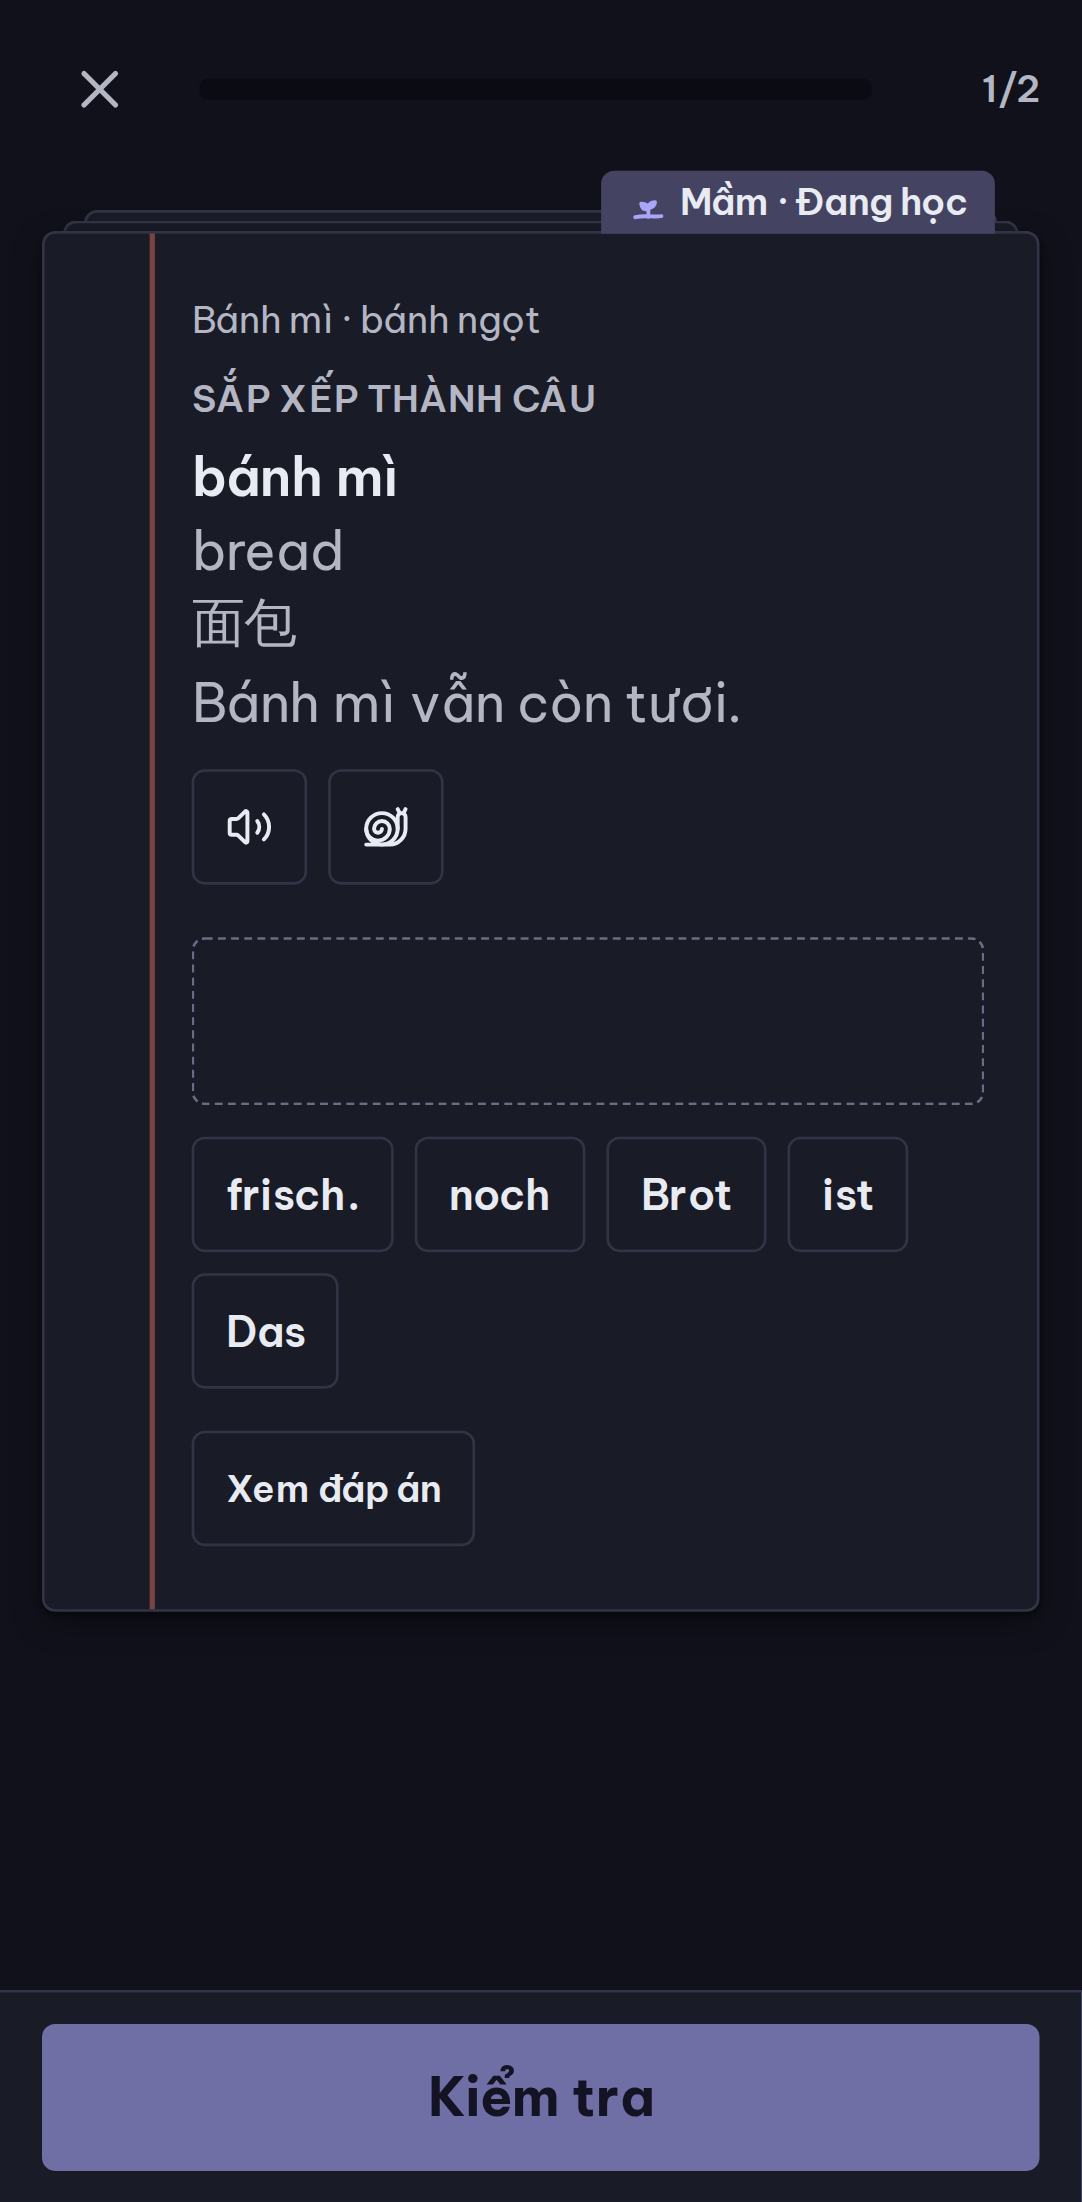 1/2
Mầm · Đang học
Bánh mì · bánh ngọt
SẮP XẾP THÀNH CÂU
bánh mì
bread
面包
Bánh mì vẫn còn tươi.
frisch. noch Brot ist
Das
Xem đáp án
Kiểm tra